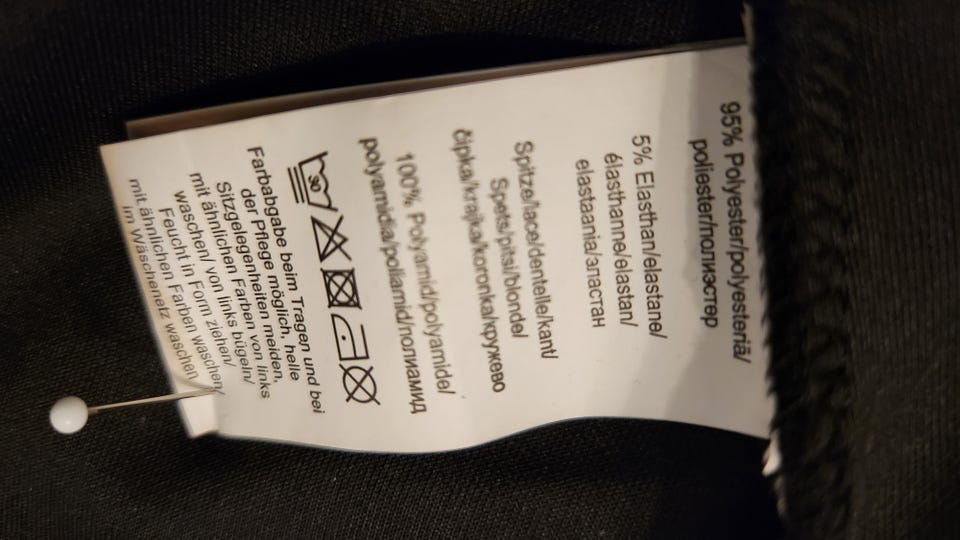 95% Polyester/polyesteriä/
poliester/полиэстер
5% Elasthan/elastane/
élasthanne/elastan/
elastaania/эластан
Spitze/lace/dentelle/kant/
Spets/pitsi/blonde/
čipka/krajka/koronka/кружево
100% Polyamid/polyamide/
polyamidia/poliamid/полиамид
30
Farbabgabe beim Tragen und bei
der Pflege möglich, helle
Sitzgelegenheiten meiden,
mit ähnlichen Farben von links
waschen/ von links bügeln/
Feucht in Form ziehen/
mit ähnlichen Farben waschen/
im Wäschenetz waschen